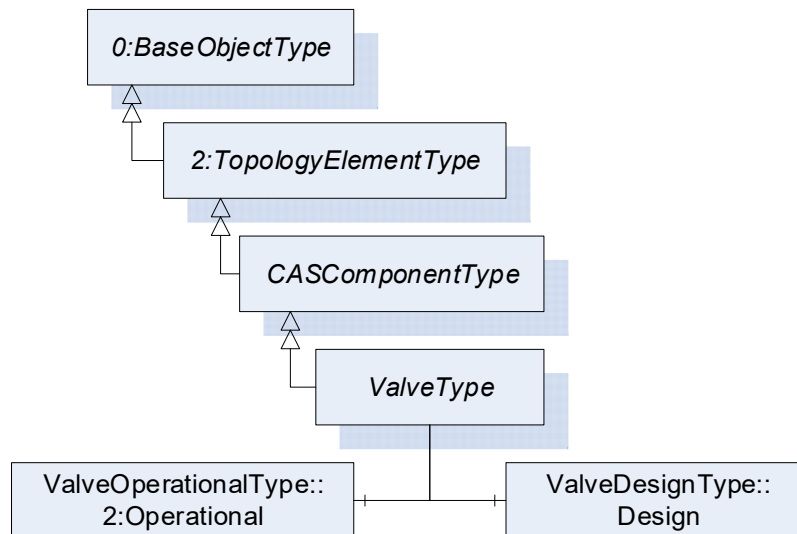 0:BaseObjectType
2:TopologyElementType
CASComponentType
ValveType
ValveOperationalType::
2:Operational
ValveDesignType::
Design